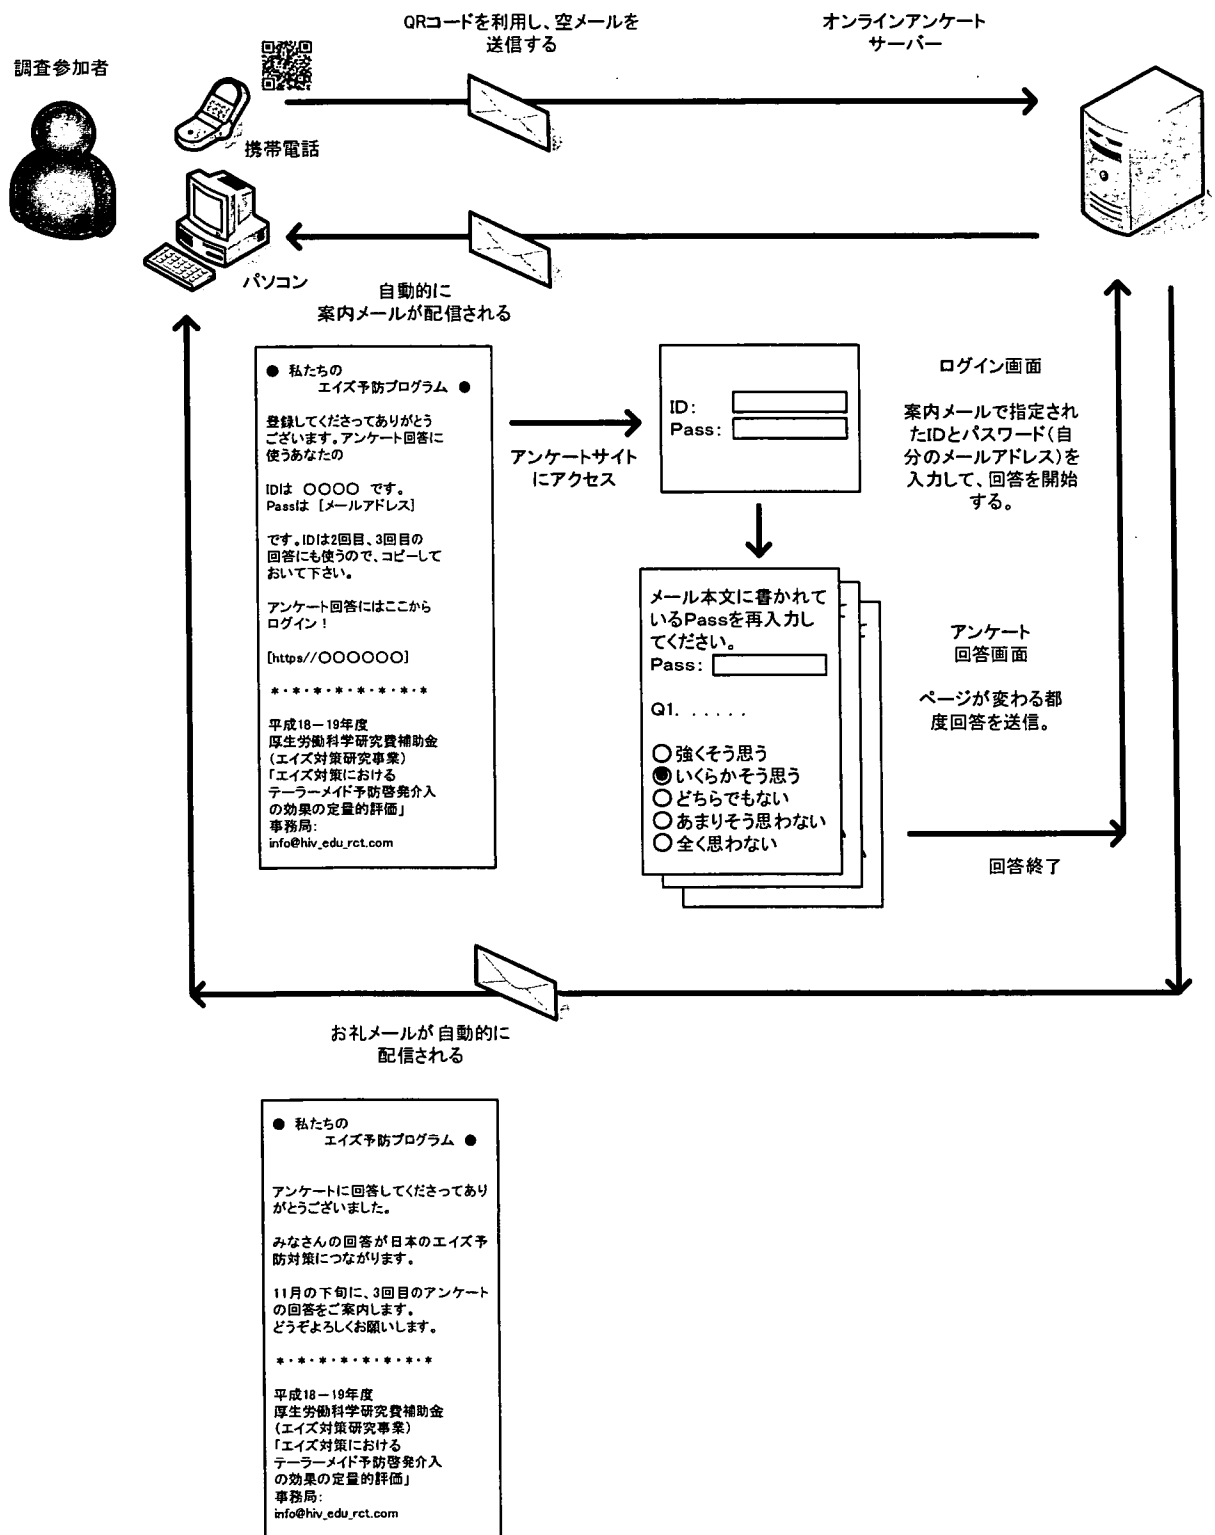 QRコードを利用し、空メールを
送信する
オンラインアンケート
サーバー
調査参加者
携帯電話
パソコン
自動的に
案内メールが配信される
● 私たちの
エイズ予防プログラム ●
登録してくださってありがとう
ございます。アンケート回答に
使うあなたの
IDは 〇〇〇〇 です。
Passは [メールアドレス]
です。IDは2回目、3回目の
回答にも使うので、コピーして
おいて下さい。
アンケート回答にはここから
ログイン！
[https//〇〇〇〇〇〇]
*・*・*・*・*・*・*・*
平成18－19年度
厚生労働科学研究費補助金
(エイズ対策研究事業)
「エイズ対策における
テーラーメイド予防啓発介入
の効果の定量的評価」
事務局:
info@hiv_edu_rct.com
アンケートサイト
にアクセス
ID:
Pass:
ログイン画面
案内メールで指定され
たIDとパスワード(自
分のメールアドレス)を
入力して、回答を開始
する。
メール本文に書かれて
いるPassを再入力し
てください。
Pass:
Q1. . . . . .
〇強くそう思う
◉いくらかそう思う
〇どちらでもない
〇あまりそう思わない
〇全く思わない
アンケート
回答画面
ページが変わる都
度回答を送信。
回答終了
お礼メールが自動的に
配信される
● 私たちの
エイズ予防プログラム ●
アンケートに回答してくださってあり
がとうございました。
みなさんの回答が日本のエイズ予
防対策につながります。
11月の下旬に、3回目のアンケート
の回答をご案内します。
どうぞよろしくお願いします。
*・*・*・*・*・*・*・*
平成18－19年度
厚生労働科学研究費補助金
(エイズ対策研究事業)
「エイズ対策における
テーラーメイド予防啓発介入
の効果の定量的評価」
事務局:
info@hiv_edu_rct.com